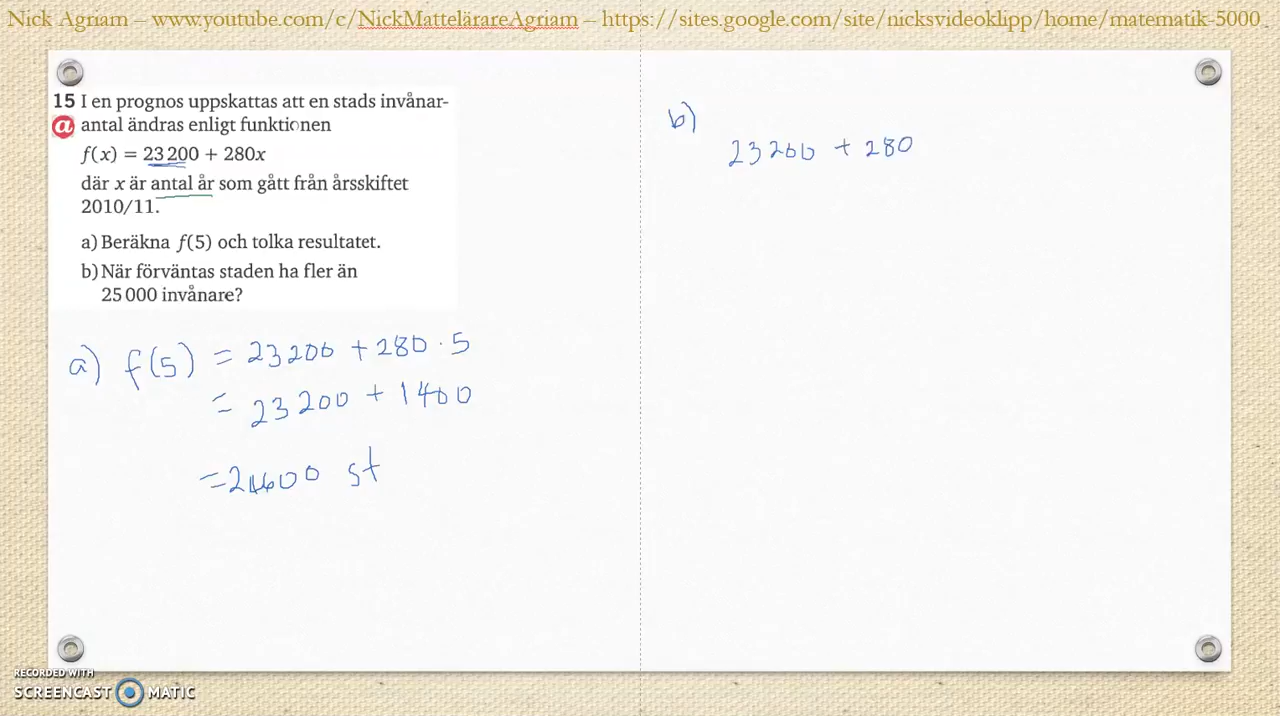 Nick Agriam – www.youtube.com/c/NickMattelärareAgriam – https://sites.google.com/site/nicksvideoklipp/home/matematik-5000
15 I en prognos uppskattas att en stads invånar-
a antal ändras enligt funktionen
f(x) = 23 200 + 280x
där x är antal år som gått från årsskiftet
2010/11.
a) Beräkna f(5) och tolka resultatet.
b) När förväntas staden ha fler än
25 000 invånare?
a) f(5) = 23200 + 280 · 5
= 23200 + 1400
= 24600 st
b)
23200 + 280
RECORDED WITH
SCREENCAST MATIC